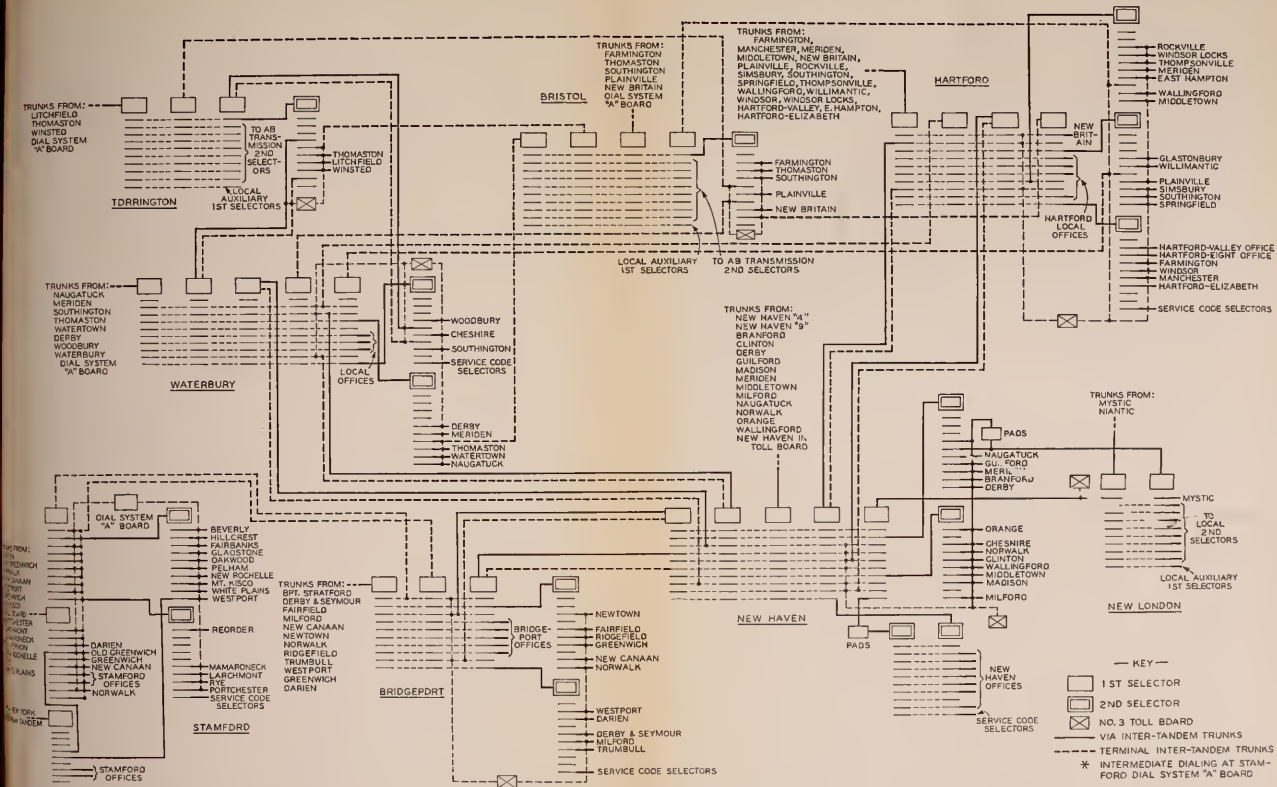 TRUNKS FROM:
LITCHFIELD
THOMASTON
WINSTED
DIAL SYSTEM
"A" BOARD
TO AB
TRANS-
MISSION
2ND
SELECT-
ORS
LOCAL
AUXILIARY
1ST SELECTORS
TORRINGTON
THOMASTON
LITCHFIELD
WINSTED
BRISTOL
TRUNKS FROM:
FARMINGTON
THOMASTON
SOUTHINGTON
PLAINVILLE
NEW BRITAIN
DIAL SYSTEM
"A" BOARD
LOCAL AUXILIARY
1ST SELECTORS
TO AB TRANSMISSION
2ND SELECTORS
FARMINGTON
THOMASTON
SOUTHINGTON
PLAINVILLE
NEW BRITAIN
TRUNKS FROM:
FARMINGTON,
MANCHESTER, MERIDEN,
MIDDLETOWN, NEW BRITAIN,
PLAINVILLE, ROCKVILLE,
SIMSBURY, SOUTHINGTON,
SPRINGFIELD, THOMPSONVILLE,
WALLINGFORD, WILLIMANTIC,
WINDSOR, WINDSOR LOCKS,
HARTFORD-VALLEY, E. HAMPTON,
HARTFORD-ELIZABETH
HARTFORD
NEW
BRIT-
AIN
HARTFORD
LOCAL
OFFICES
ROCKVILLE
WINDSOR LOCKS
THOMPSONVILLE
MERIDEN
EAST HAMPTON
WALLINGFORD
MIDDLETOWN
GLASTONBURY
WILLIMANTIC
PLAINVILLE
SIMSBURY
SOUTHINGTON
SPRINGFIELD
HARTFORD-VALLEY OFFICE
HARTFORD-EIGHT OFFICE
FARMINGTON
WINDSOR
MANCHESTER
HARTFORD-ELIZABETH
SERVICE CODE SELECTORS
TRUNKS FROM:
NAUGATUCK
MERIDEN
SOUTHINGTON
THOMASTON
WATERTOWN
DERBY
WOODBURY
WATERBURY
DIAL SYSTEM
"A" BOARD
WATERBURY
LOCAL
OFFICES
WOODBURY
CHESHIRE
SOUTHINGTON
SERVICE CODE
SELECTORS
DERBY
MERIDEN
THOMASTON
WATERTOWN
NAUGATUCK
TRUNKS FROM:
NEW HAVEN "4"
NEW HAVEN "9"
BRANFORD
CLINTON
DERBY
GUILFORD
MADISON
MERIDEN
MIDDLETOWN
MILFORD
NAUGATUCK
NORWALK
ORANGE
WALLINGFORD
NEW HAVEN IN
TOLL BOARD
NEW HAVEN
PADS
NAUGATUCK
BRANFORD
DERBY
ORANGE
CHESHIRE
NORWALK
CLINTON
WALLINGFORD
MIDDLETOWN
MADISON
MILFORD
PADS
NEW
HAVEN
OFFICES
SERVICE CODE
SELECTORS
TRUNKS FROM:
MYSTIC
NIANTIC
MYSTIC
TO
LOCAL
2ND
SELECTORS
LOCAL AUXILIARY
1ST SELECTORS
NEW LONDON
DIAL SYSTEM
"A" BOARD
BEVERLY
HILLCREST
FAIRBANKS
GLADSTONE
OAKWOOD
PELHAM
NEW ROCHELLE
MT. KISCO
WHITE PLAINS
WESTPORT
REORDER
MAMARONECK
LARCHMONT
RYE
PORTCHESTER
SERVICE CODE
SELECTORS
DARIEN
OLD GREENWICH
GREENWICH
NEW CANAAN
STAMFORD
OFFICES
NORWALK
STAMFORD
OFFICES
STAMFORD
TRUNKS FROM:
BPT. STRATFORD
DERBY & SEYMOUR
FAIRFIELD
MILFORD
NEW CANAAN
NEWTOWN
NORWALK
RIDGEFIELD
TRUMBULL
WESTPORT
GREENWICH
DARIEN
BRIDGEPORT
BRIDGE-
PORT
OFFICES
NEWTOWN
FAIRFIELD
RIDGEFIELD
GREENWICH
NEW CANAAN
NORWALK
WESTPORT
DARIEN
DERBY & SEYMOUR
MILFORD
TRUMBULL
SERVICE CODE SELECTORS
— KEY —
1ST SELECTOR
2ND SELECTOR
NO. 3 TOLL BOARD
VIA INTER-TANDEM TRUNKS
TERMINAL INTER-TANDEM TRUNKS
* INTERMEDIATE DIALING AT STAM-
FORD DIAL SYSTEM "A" BOARD